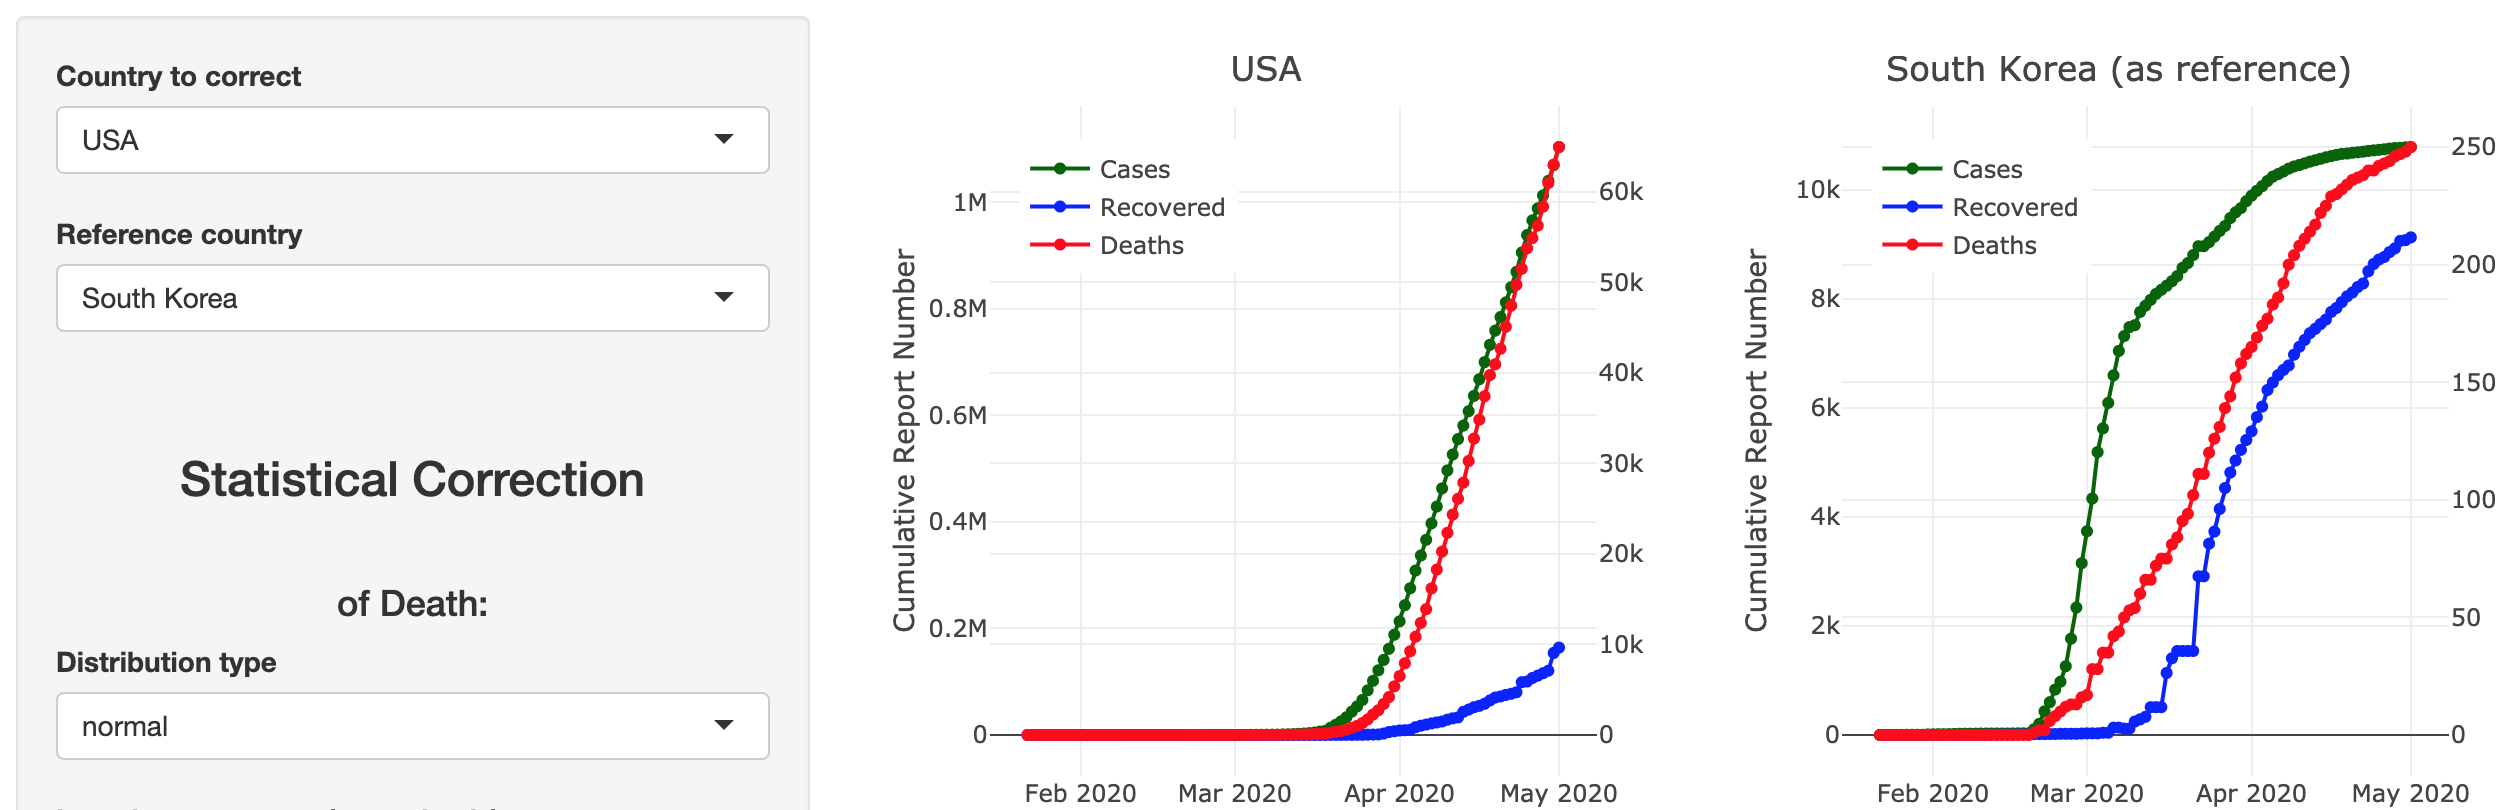 Country to correct
USA
Reference country
South Korea
Statistical Correction
of Death:
Distribution type
normal
USA
Cases
Recovered
Deaths
Cumulative Report Number
1M
0.8M
0.6M
0.4M
0.2M
0
60k
50k
40k
30k
20k
10k
0
Feb 2020 Mar 2020 Apr 2020 May 2020
South Korea (as reference)
Cases
Recovered
Deaths
Cumulative Report Number
10k
8k
6k
4k
2k
0
250
200
150
100
50
0
Feb 2020 Mar 2020 Apr 2020 May 2020